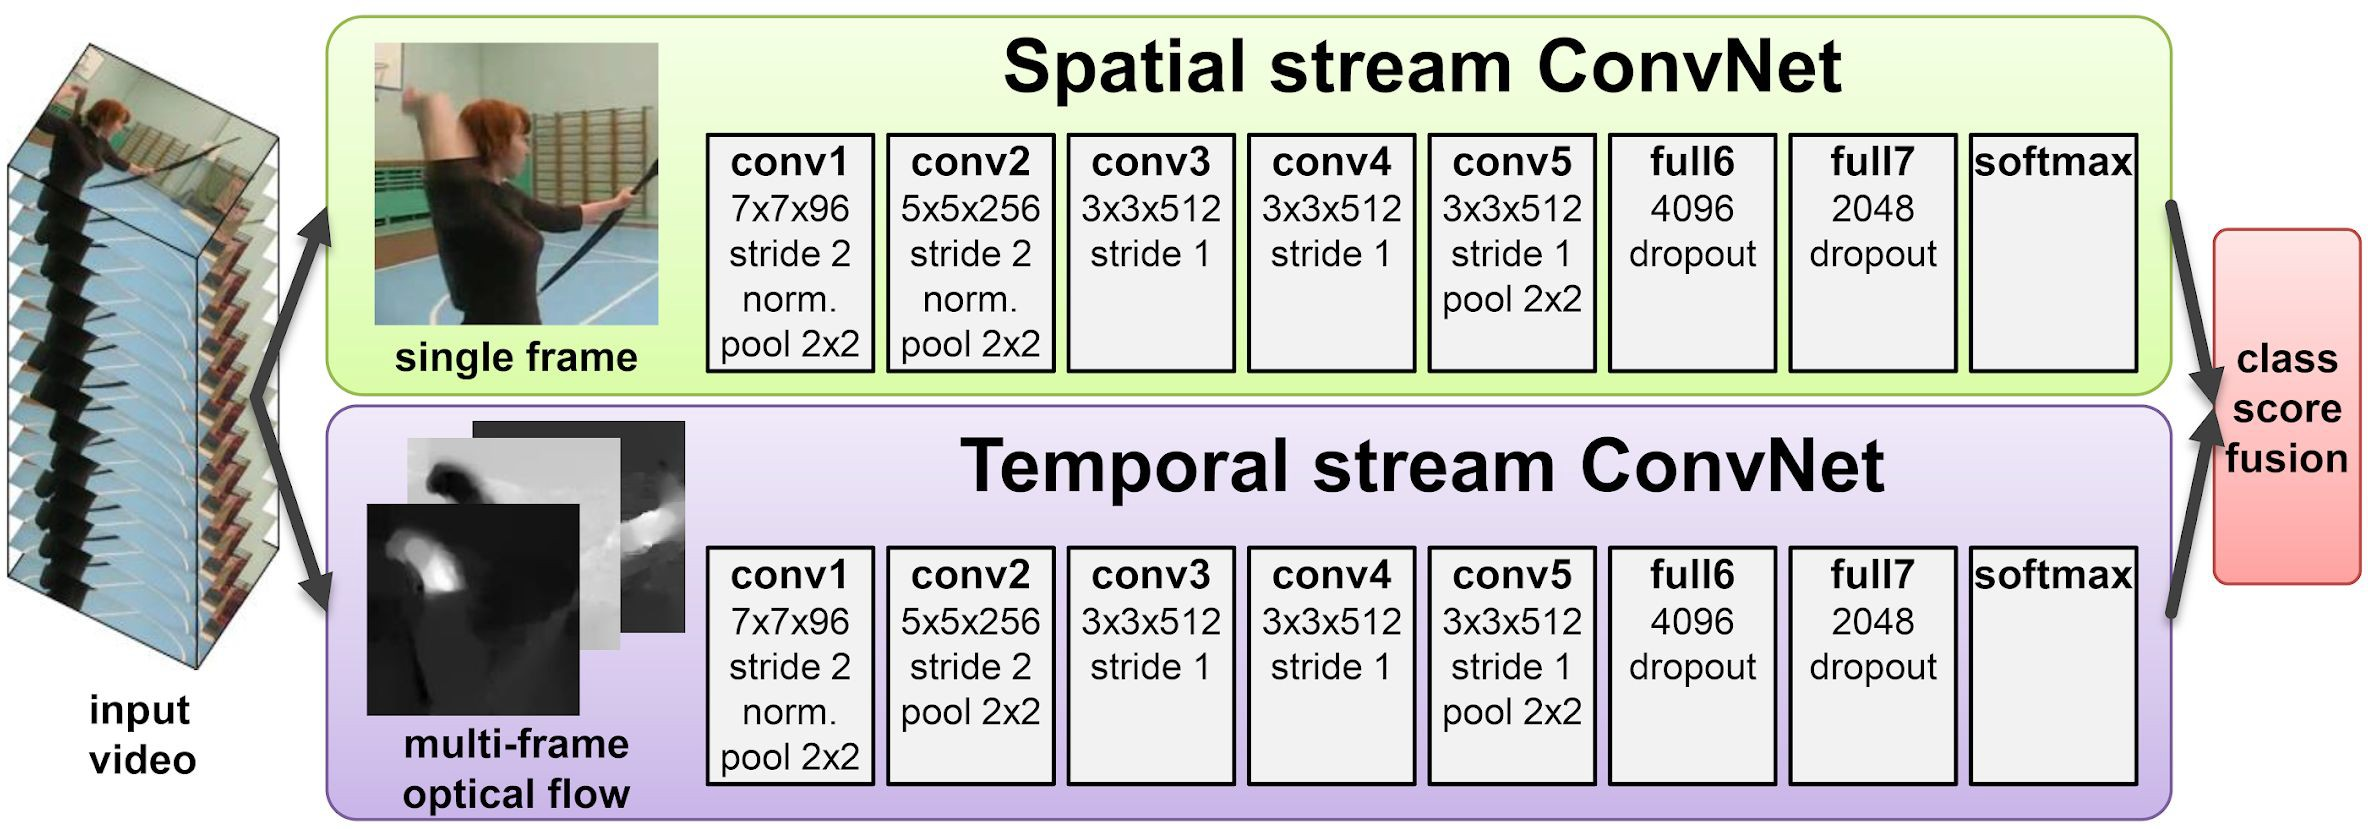 Spatial stream ConvNet
single frame
conv1
7x7x96
stride 2
norm.
pool 2x2
conv2
5x5x256
stride 2
norm.
pool 2x2
conv3
3x3x512
stride 1
conv4
3x3x512
stride 1
conv5
3x3x512
stride 1
pool 2x2
full6
4096
dropout
full7
2048
dropout
softmax
input
video
Temporal stream ConvNet
multi-frame
optical flow
conv1
7x7x96
stride 2
norm.
pool 2x2
conv2
5x5x256
stride 2
pool 2x2
conv3
3x3x512
stride 1
conv4
3x3x512
stride 1
conv5
3x3x512
stride 1
pool 2x2
full6
4096
dropout
full7
2048
dropout
softmax
class
score
fusion